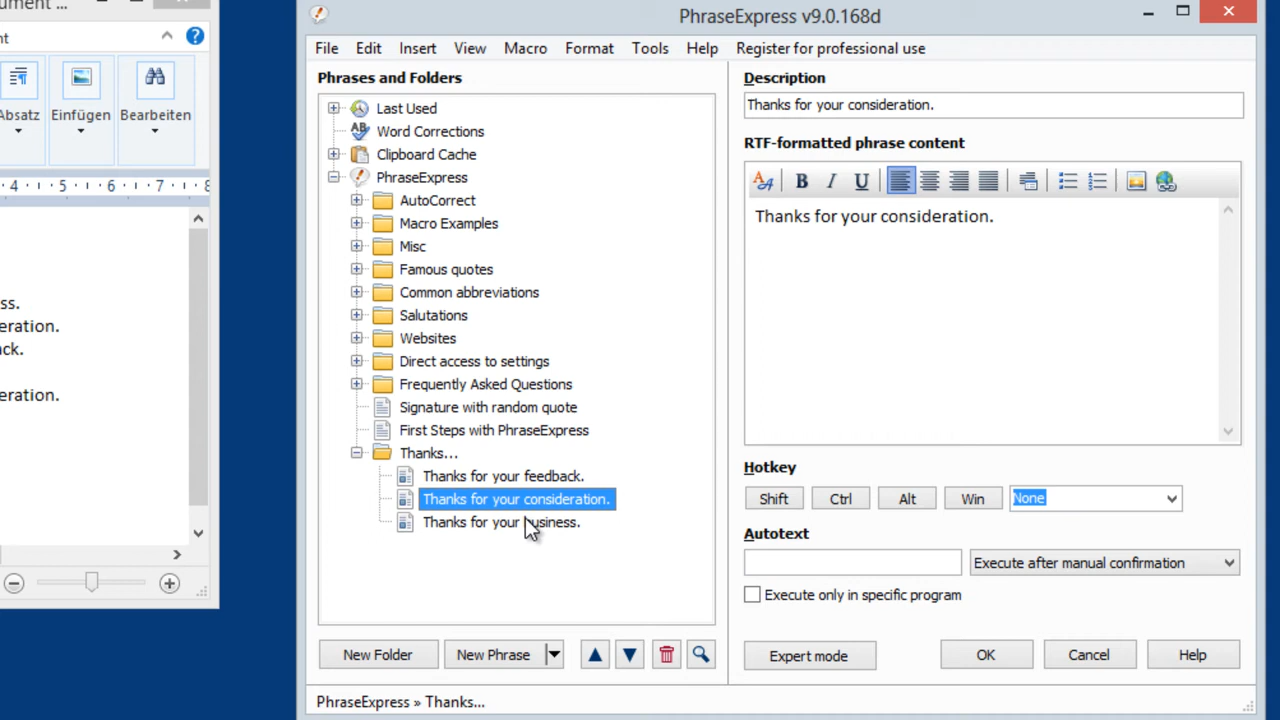 ument ...
nt
Absatz
Einfügen
Bearbeiten
4 5 6 7 8
ss.
eration.
ck.
eration.
PhraseExpress v9.0.168d
File Edit Insert View Macro Format Tools Help Register for professional use
Phrases and Folders
Last Used
Word Corrections
Clipboard Cache
PhraseExpress
AutoCorrect
Macro Examples
Misc
Famous quotes
Common abbreviations
Salutations
Websites
Direct access to settings
Frequently Asked Questions
Signature with random quote
First Steps with PhraseExpress
Thanks...
Thanks for your feedback.
Thanks for your consideration.
Thanks for your business.
New Folder
New Phrase
PhraseExpress » Thanks...
Description
Thanks for your consideration.
RTF-formatted phrase content
B I U
Thanks for your consideration.
Hotkey
Shift Ctrl Alt Win None
Autotext
Execute after manual confirmation
Execute only in specific program
Expert mode
OK
Cancel
Help